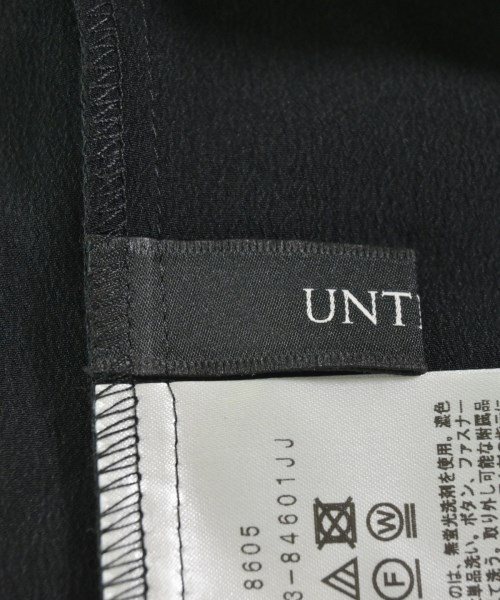 UNTI
8605
3-84601JJ
W
F
のは、無蛍光洗剤を使用。濃色
単品洗い。ボタン、ファスナー
て洗う。取り外し可能な附属品